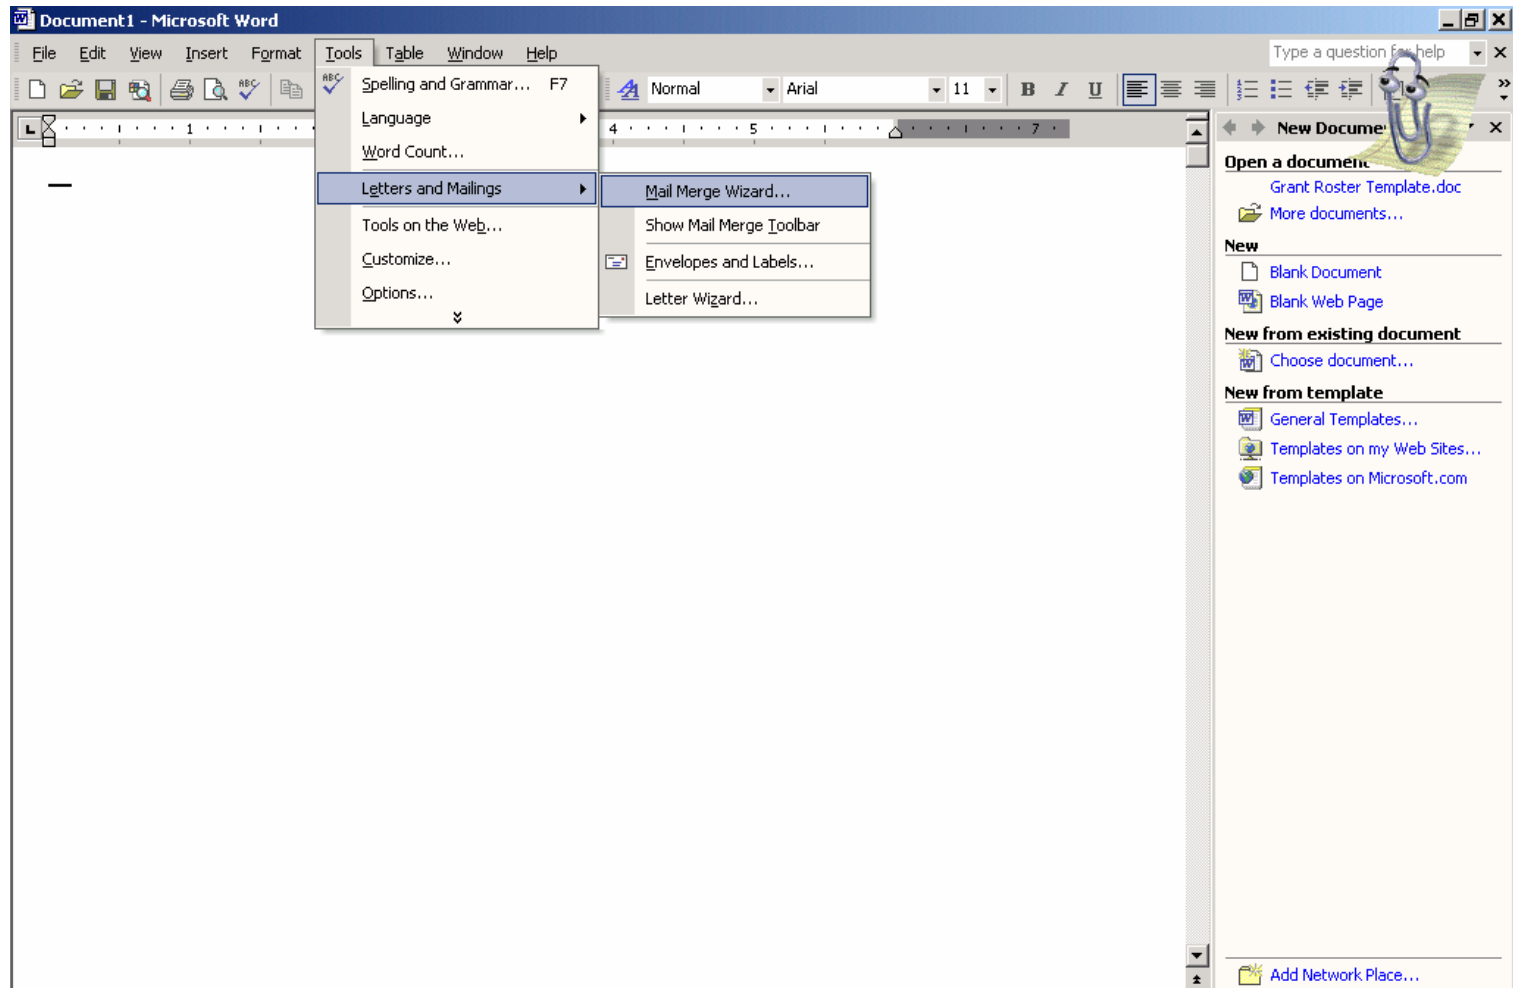 Document1 - Microsoft Word
File Edit View Insert Format Tools Table Window Help
Type a question for help
Normal Arial 11 B I U
1 4 5 7
Spelling and Grammar... F7
Language
Word Count...
Letters and Mailings
Tools on the Web...
Customize...
Options...
Mail Merge Wizard...
Show Mail Merge Toolbar
Envelopes and Labels...
Letter Wizard...
New Docume
Open a document
Grant Roster Template.doc
More documents...
New
Blank Document
Blank Web Page
New from existing document
Choose document...
New from template
General Templates...
Templates on my Web Sites...
Templates on Microsoft.com
Add Network Place...